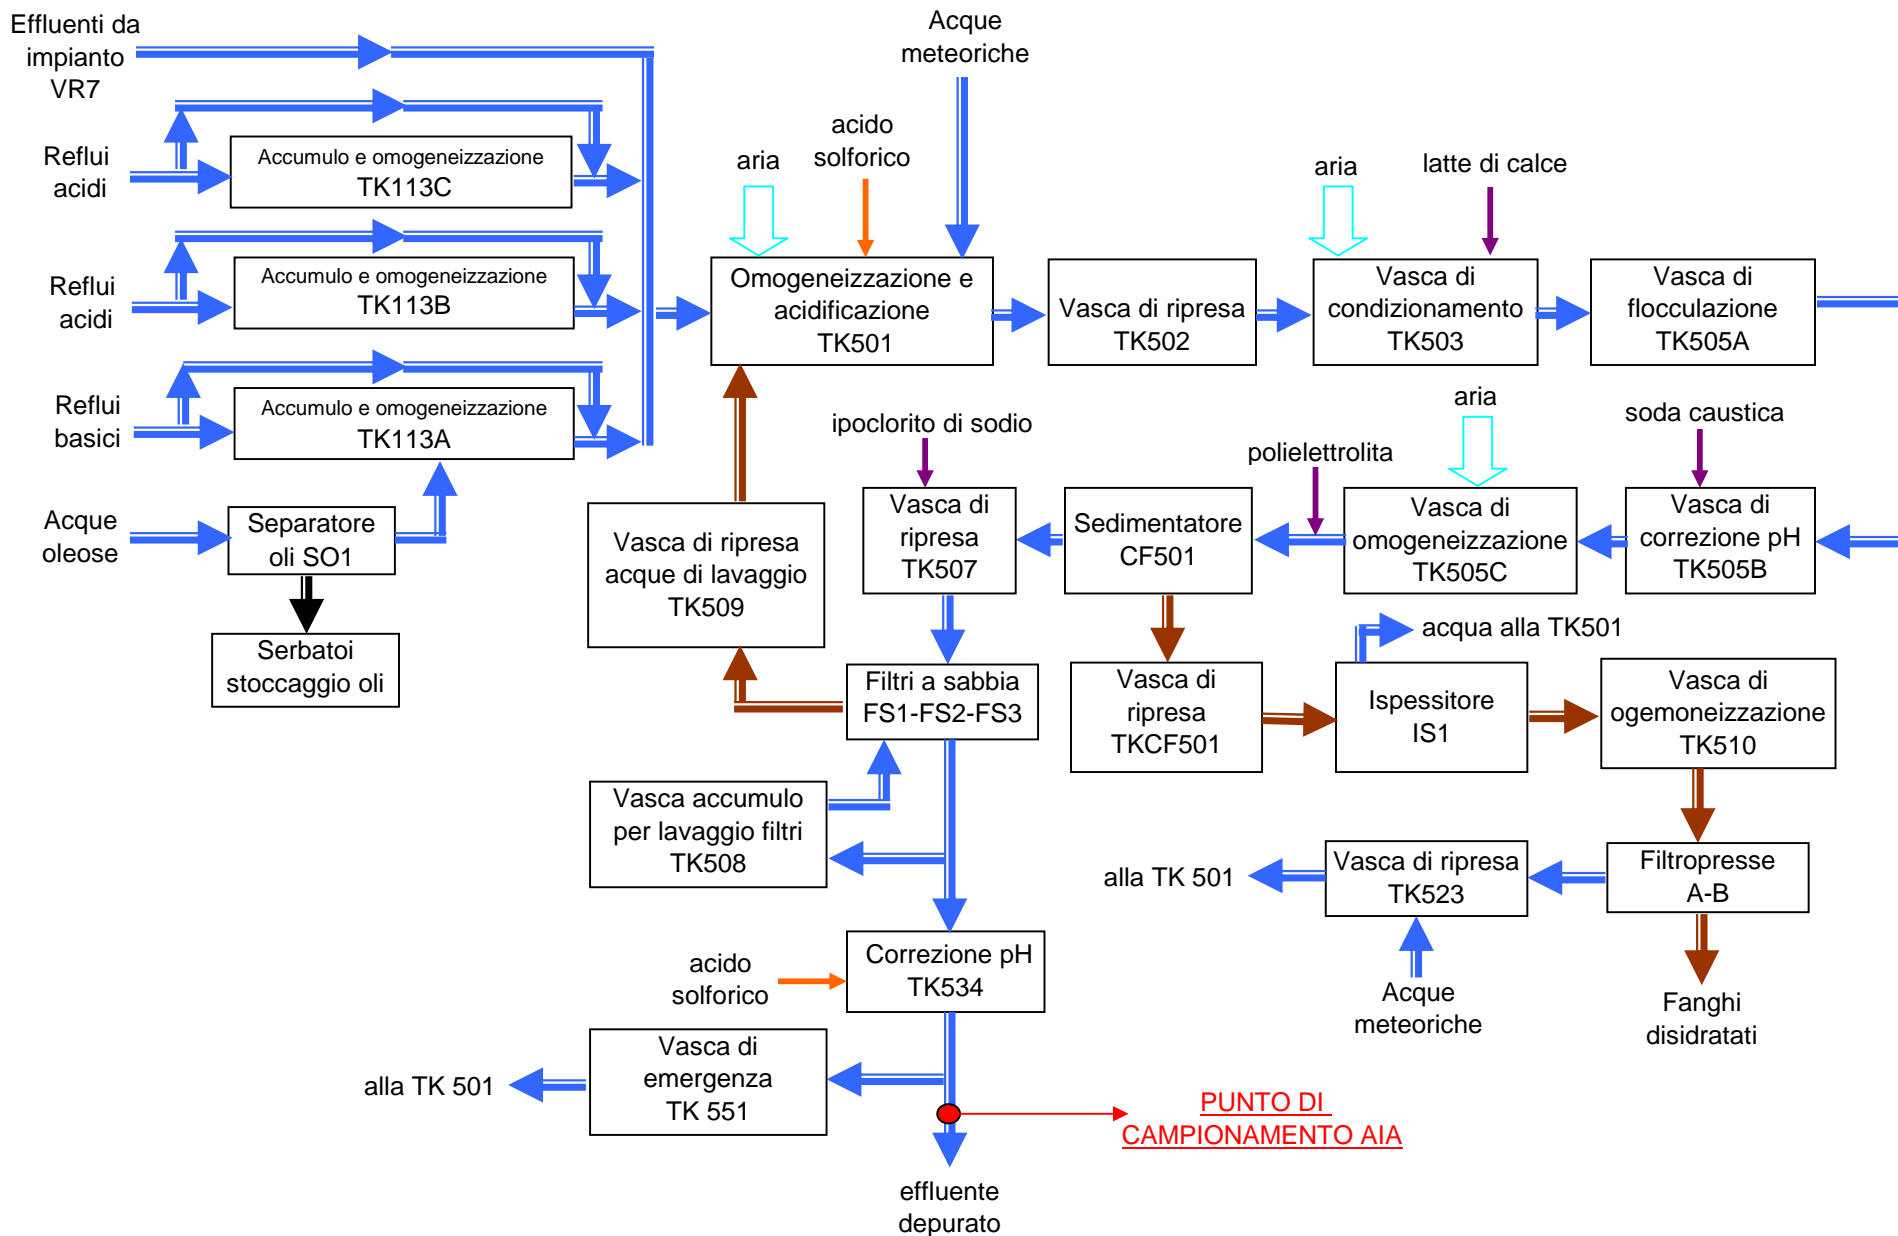 Effluenti da
impianto
VR7
Acque
meteoriche
Reflui
acidi
Accumulo e omogeneizzazione
TK113C
aria
acido
solforico
aria
latte di calce
Reflui
acidi
Accumulo e omogeneizzazione
TK113B
Omogeneizzazione e
acidificazione
TK501
Vasca di ripresa
TK502
Vasca di
condizionamento
TK503
Vasca di
flocculazione
TK505A
Reflui
basici
Accumulo e omogeneizzazione
TK113A
ipoclorito di sodio
polielettrolita
aria
soda caustica
Acque
oleose
Separatore
oli SO1
Vasca di ripresa
acque di lavaggio
TK509
Vasca di
ripresa
TK507
Sedimentatore
CF501
Vasca di
omogeneizzazione
TK505C
Vasca di
correzione pH
TK505B
Serbatoi
stoccaggio oli
Filtri a sabbia
FS1-FS2-FS3
Vasca di
ripresa
TKCF501
acqua alla TK501
Ispessitore
IS1
Vasca di
ogemoneizzazione
TK510
Vasca accumulo
per lavaggio filtri
TK508
alla TK 501
Vasca di ripresa
TK523
Filtropresse
A-B
acido
solforico
Correzione pH
TK534
Acque
meteoriche
Fanghi
disidratati
alla TK 501
Vasca di
emergenza
TK 551
PUNTO DI
CAMPIONAMENTO AIA
effluente
depurato